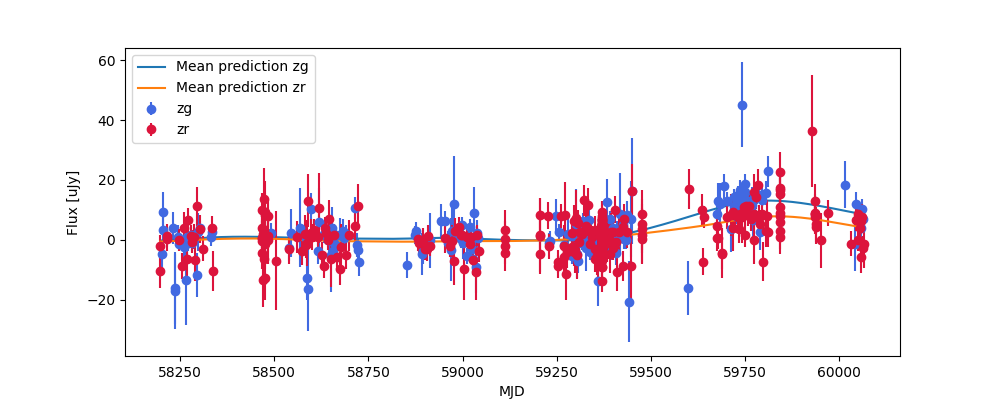 Mean prediction zg
Mean prediction zr
zg
zr
Flux [uJy]
60
40
20
0
−20
58250 58500 58750 59000 59250 59500 59750 60000
MJD